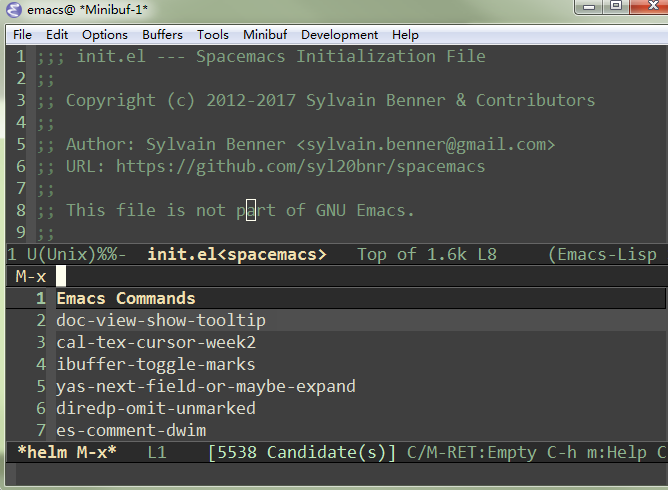 emacs@ *Minibuf-1*
File Edit Options Buffers Tools Minibuf Development Help
1 ;;; init.el --- Spacemacs Initialization File
2 ;;
3 ;; Copyright (c) 2012-2017 Sylvain Benner & Contributors
4 ;;
5 ;; Author: Sylvain Benner <sylvain.benner@gmail.com>
6 ;; URL: https://github.com/syl20bnr/spacemacs
7 ;;
8 ;; This file is not part of GNU Emacs.
9 ;;
1 U(Unix)%%- init.el<spacemacs> Top of 1.6k L8 (Emacs-Lisp
M-x
1 Emacs Commands
2 doc-view-show-tooltip
3 cal-tex-cursor-week2
4 ibuffer-toggle-marks
5 yas-next-field-or-maybe-expand
6 diredp-omit-unmarked
7 es-comment-dwim
*helm M-x* L1 [5538 Candidate(s)] C/M-RET:Empty C-h m:Help C